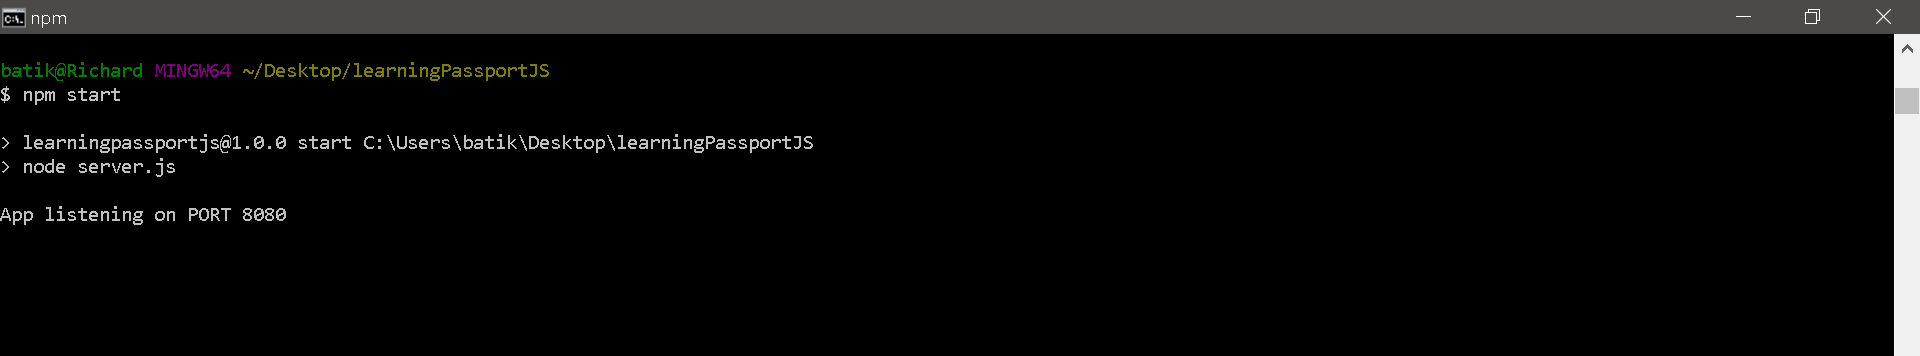 npm
batik@Richard MINGW64 ~/Desktop/learningPassportJS
$ npm start
> learningpassportjs@1.0.0 start C:\Users\batik\Desktop\learningPassportJS
> node server.js
App listening on PORT 8080